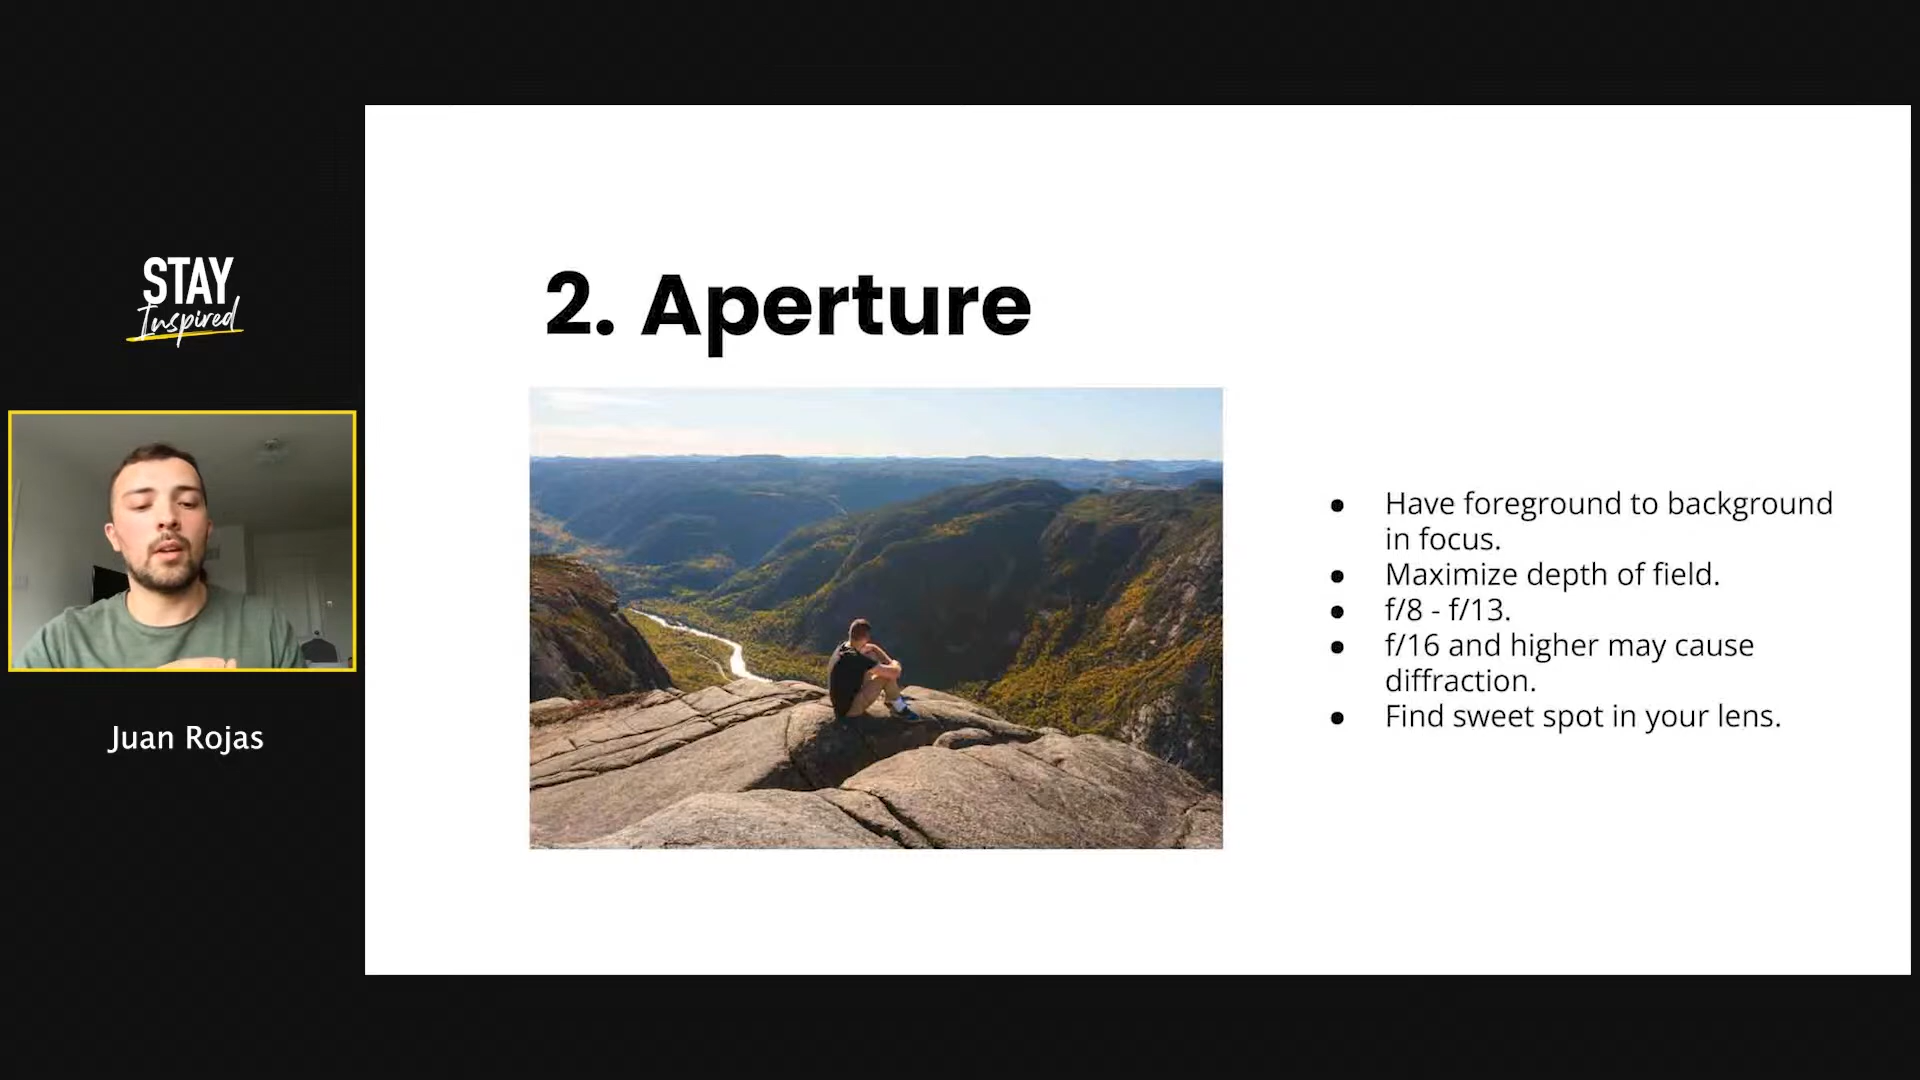 STAY
Inspired
Juan Rojas
2. Aperture
● Have foreground to background
in focus.
● Maximize depth of field.
● f/8 - f/13.
● f/16 and higher may cause
diffraction.
● Find sweet spot in your lens.